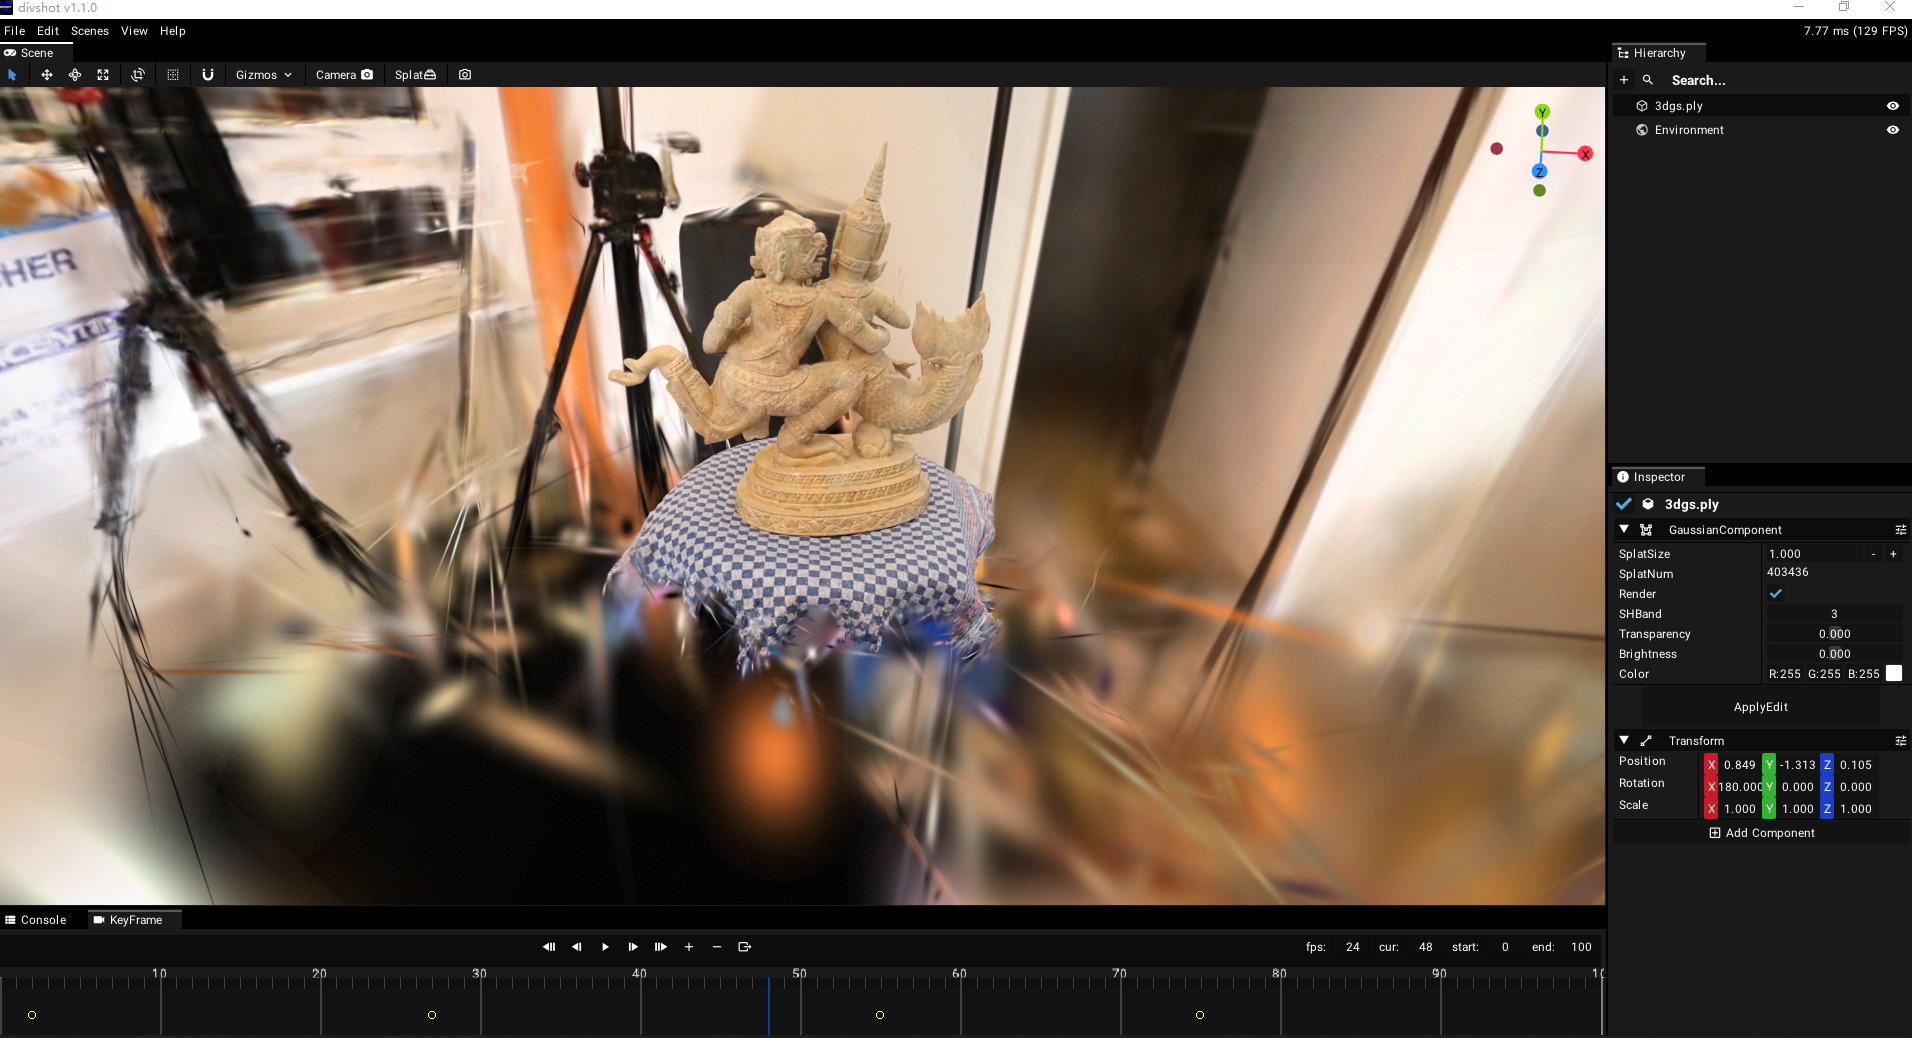 divshot v1.1.0
File Edit Scenes View Help
7.77 ms (129 FPS)
Scene
Gizmos
Camera
Splat
HER
Y
X
Z
Hierarchy
+ Search...
3dgs.ply
Environment
Inspector
3dgs.ply
GaussianComponent
SplatSize 1.000 - +
SplatNum 403436
Render
SHBand 3
Transparency 0.000
Brightness 0.000
Color R:255 G:255 B:255
ApplyEdit
Transform
Position X 0.849 Y -1.313 Z 0.105
Rotation X 180.000 Y 0.000 Z 0.000
Scale X 1.000 Y 1.000 Z 1.000
Add Component
Console KeyFrame
fps: 24 cur: 48 start: 0 end: 100
10 20 30 40 50 60 70 80 90 10